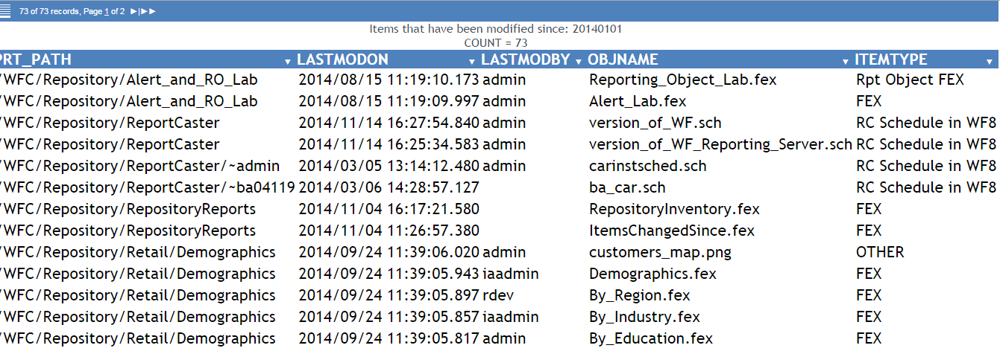 73 of 73 records, Page 1 of 2
Items that have been modified since: 20140101
COUNT = 73
PRT_PATH LASTMODON LASTMODBY OBJNAME ITEMTYPE
/WFC/Repository/Alert_and_RO_Lab 2014/08/15 11:19:10.173 admin Reporting_Object_Lab.fex Rpt Object FEX
/WFC/Repository/Alert_and_RO_Lab 2014/08/15 11:19:09.997 admin Alert_Lab.fex FEX
/WFC/Repository/ReportCaster 2014/11/14 16:27:54.840 admin version_of_WF.sch RC Schedule in WF8
/WFC/Repository/ReportCaster 2014/11/14 16:25:34.583 admin version_of_WF_Reporting_Server.sch RC Schedule in WF8
/WFC/Repository/ReportCaster/~admin 2014/03/05 13:14:12.480 admin carinstsched.sch RC Schedule in WF8
/WFC/Repository/ReportCaster/~ba04119 2014/03/06 14:28:57.127 ba_car.sch RC Schedule in WF8
/WFC/Repository/RepositoryReports 2014/11/04 16:17:21.580 RepositoryInventory.fex FEX
/WFC/Repository/RepositoryReports 2014/11/04 11:26:57.380 ItemsChangedSince.fex FEX
/WFC/Repository/Retail/Demographics 2014/09/24 11:39:06.020 admin customers_map.png OTHER
/WFC/Repository/Retail/Demographics 2014/09/24 11:39:05.943 iaadmin Demographics.fex FEX
/WFC/Repository/Retail/Demographics 2014/09/24 11:39:05.897 rdev By_Region.fex FEX
/WFC/Repository/Retail/Demographics 2014/09/24 11:39:05.857 iaadmin By_Industry.fex FEX
/WFC/Repository/Retail/Demographics 2014/09/24 11:39:05.817 admin By_Education.fex FEX